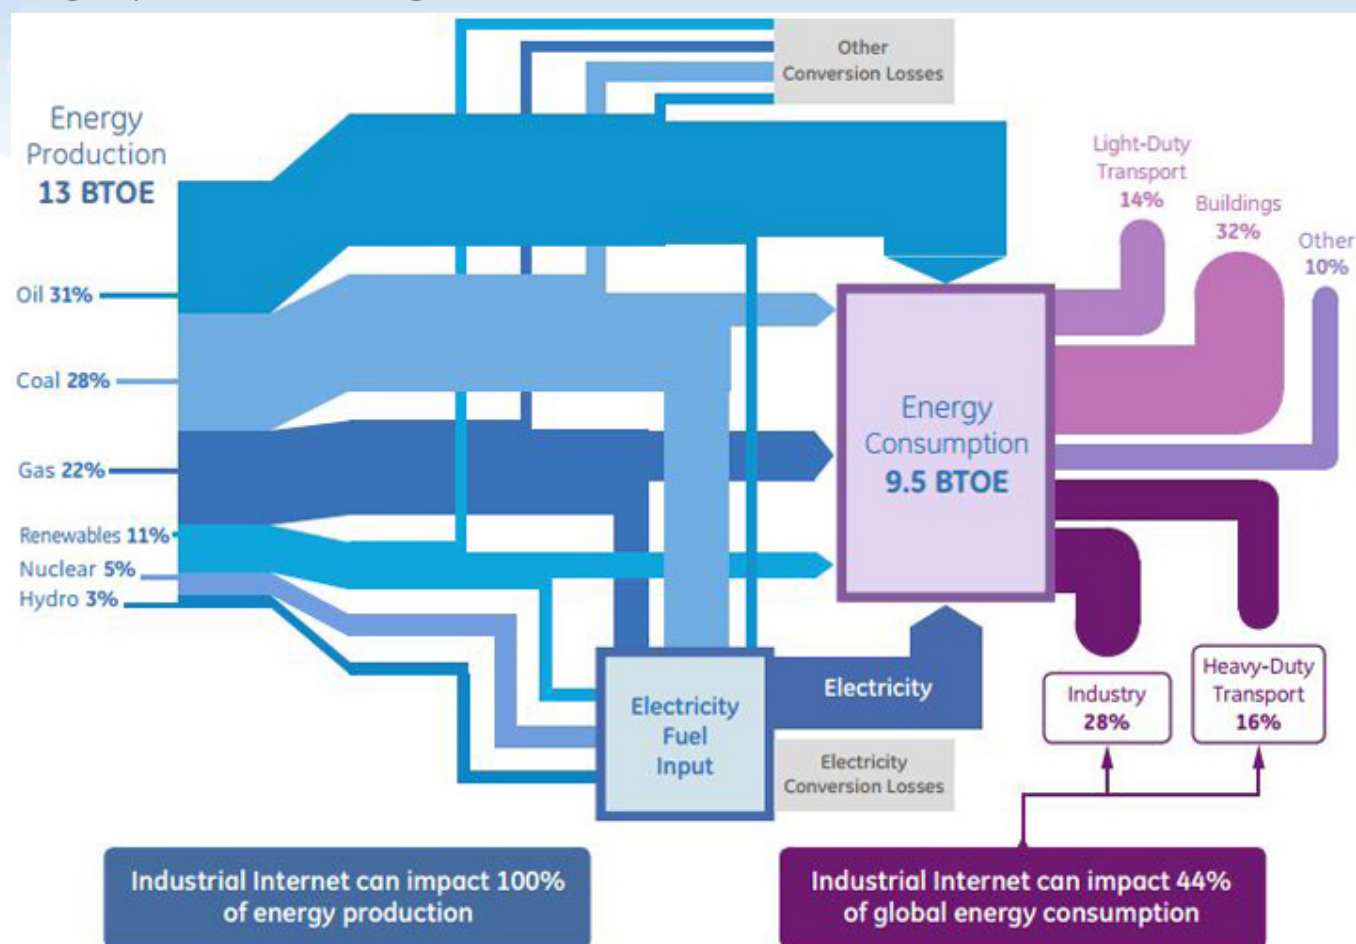 Other
Conversion Losses
Energy
Production
13 BTOE
Light-Duty
Transport
14%
Buildings
32%
Other
10%
Oil 31%
Coal 28%
Gas 22%
Renewables 11%
Nuclear 5%
Hydro 3%
Energy
Consumption
9.5 BTOE
Electricity
Fuel
Input
Electricity
Electricity
Conversion Losses
Industry
28%
Heavy-Duty
Transport
16%
Industrial Internet can impact 100%
of energy production
Industrial Internet can impact 44%
of global energy consumption